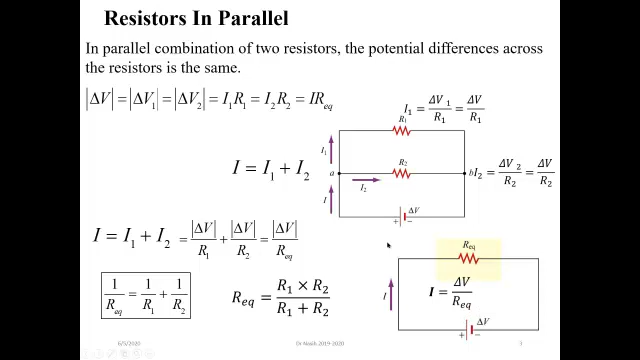 Resistors In Parallel
In parallel combination of two resistors, the potential differences across
the resistors is the same.
|ΔV| = |ΔV₁| = |ΔV₂| = I₁R₁ = I₂R₂ = IR_eq
I₁ = ΔV₁/R₁ = ΔV/R₁
R₁
I₁
I = I₁ + I₂
R₂
a
b
I₂ = ΔV₂/R₂ = ΔV/R₂
I₂
I
ΔV
+ −
I = I₁ + I₂ = |ΔV|/R₁ + |ΔV|/R₂ = |ΔV|/R_eq
R_eq
1/R_eq = 1/R₁ + 1/R₂
R_eq = (R₁ × R₂)/(R₁ + R₂)
I
I = ΔV/R_eq
ΔV
+ −
6/5/2020
Dr Nasib 2019-2020